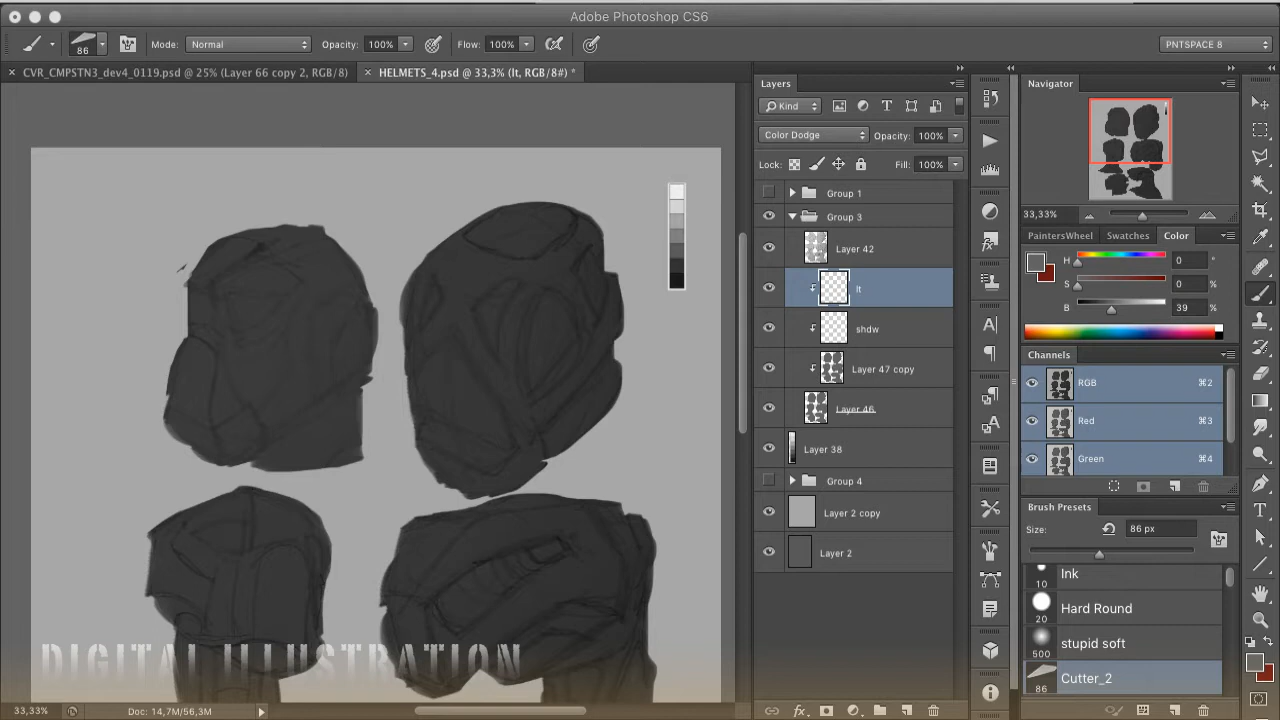 Adobe Photoshop CS6
86 Mode: Normal Opacity: 100% Flow: 100% PNTSPACE 8
× CVR_CMPSTN3_dev4_0119.psd @ 25% (Layer 66 copy 2, RGB/8) × HELMETS_4.psd @ 33,3% (lt, RGB/8#) *
Layers
Kind
Color Dodge Opacity: 100%
Lock: Fill: 100%
Group 1
Group 3
Layer 42
lt
shdw
Layer 47 copy
Layer 46
Layer 38
Group 4
Layer 2 copy
Layer 2
Navigator
33,33%
PaintersWheel Swatches Color
H 0 °
S 0 %
B 39 %
Channels
RGB ⌘2
Red ⌘3
Green ⌘4
Brush Presets
Size: 86 px
Ink
10
Hard Round
20
stupid soft
500
Cutter_2
86
DIGITAL ILLUSTRATION
33,33% Doc: 14,7M/56,3M